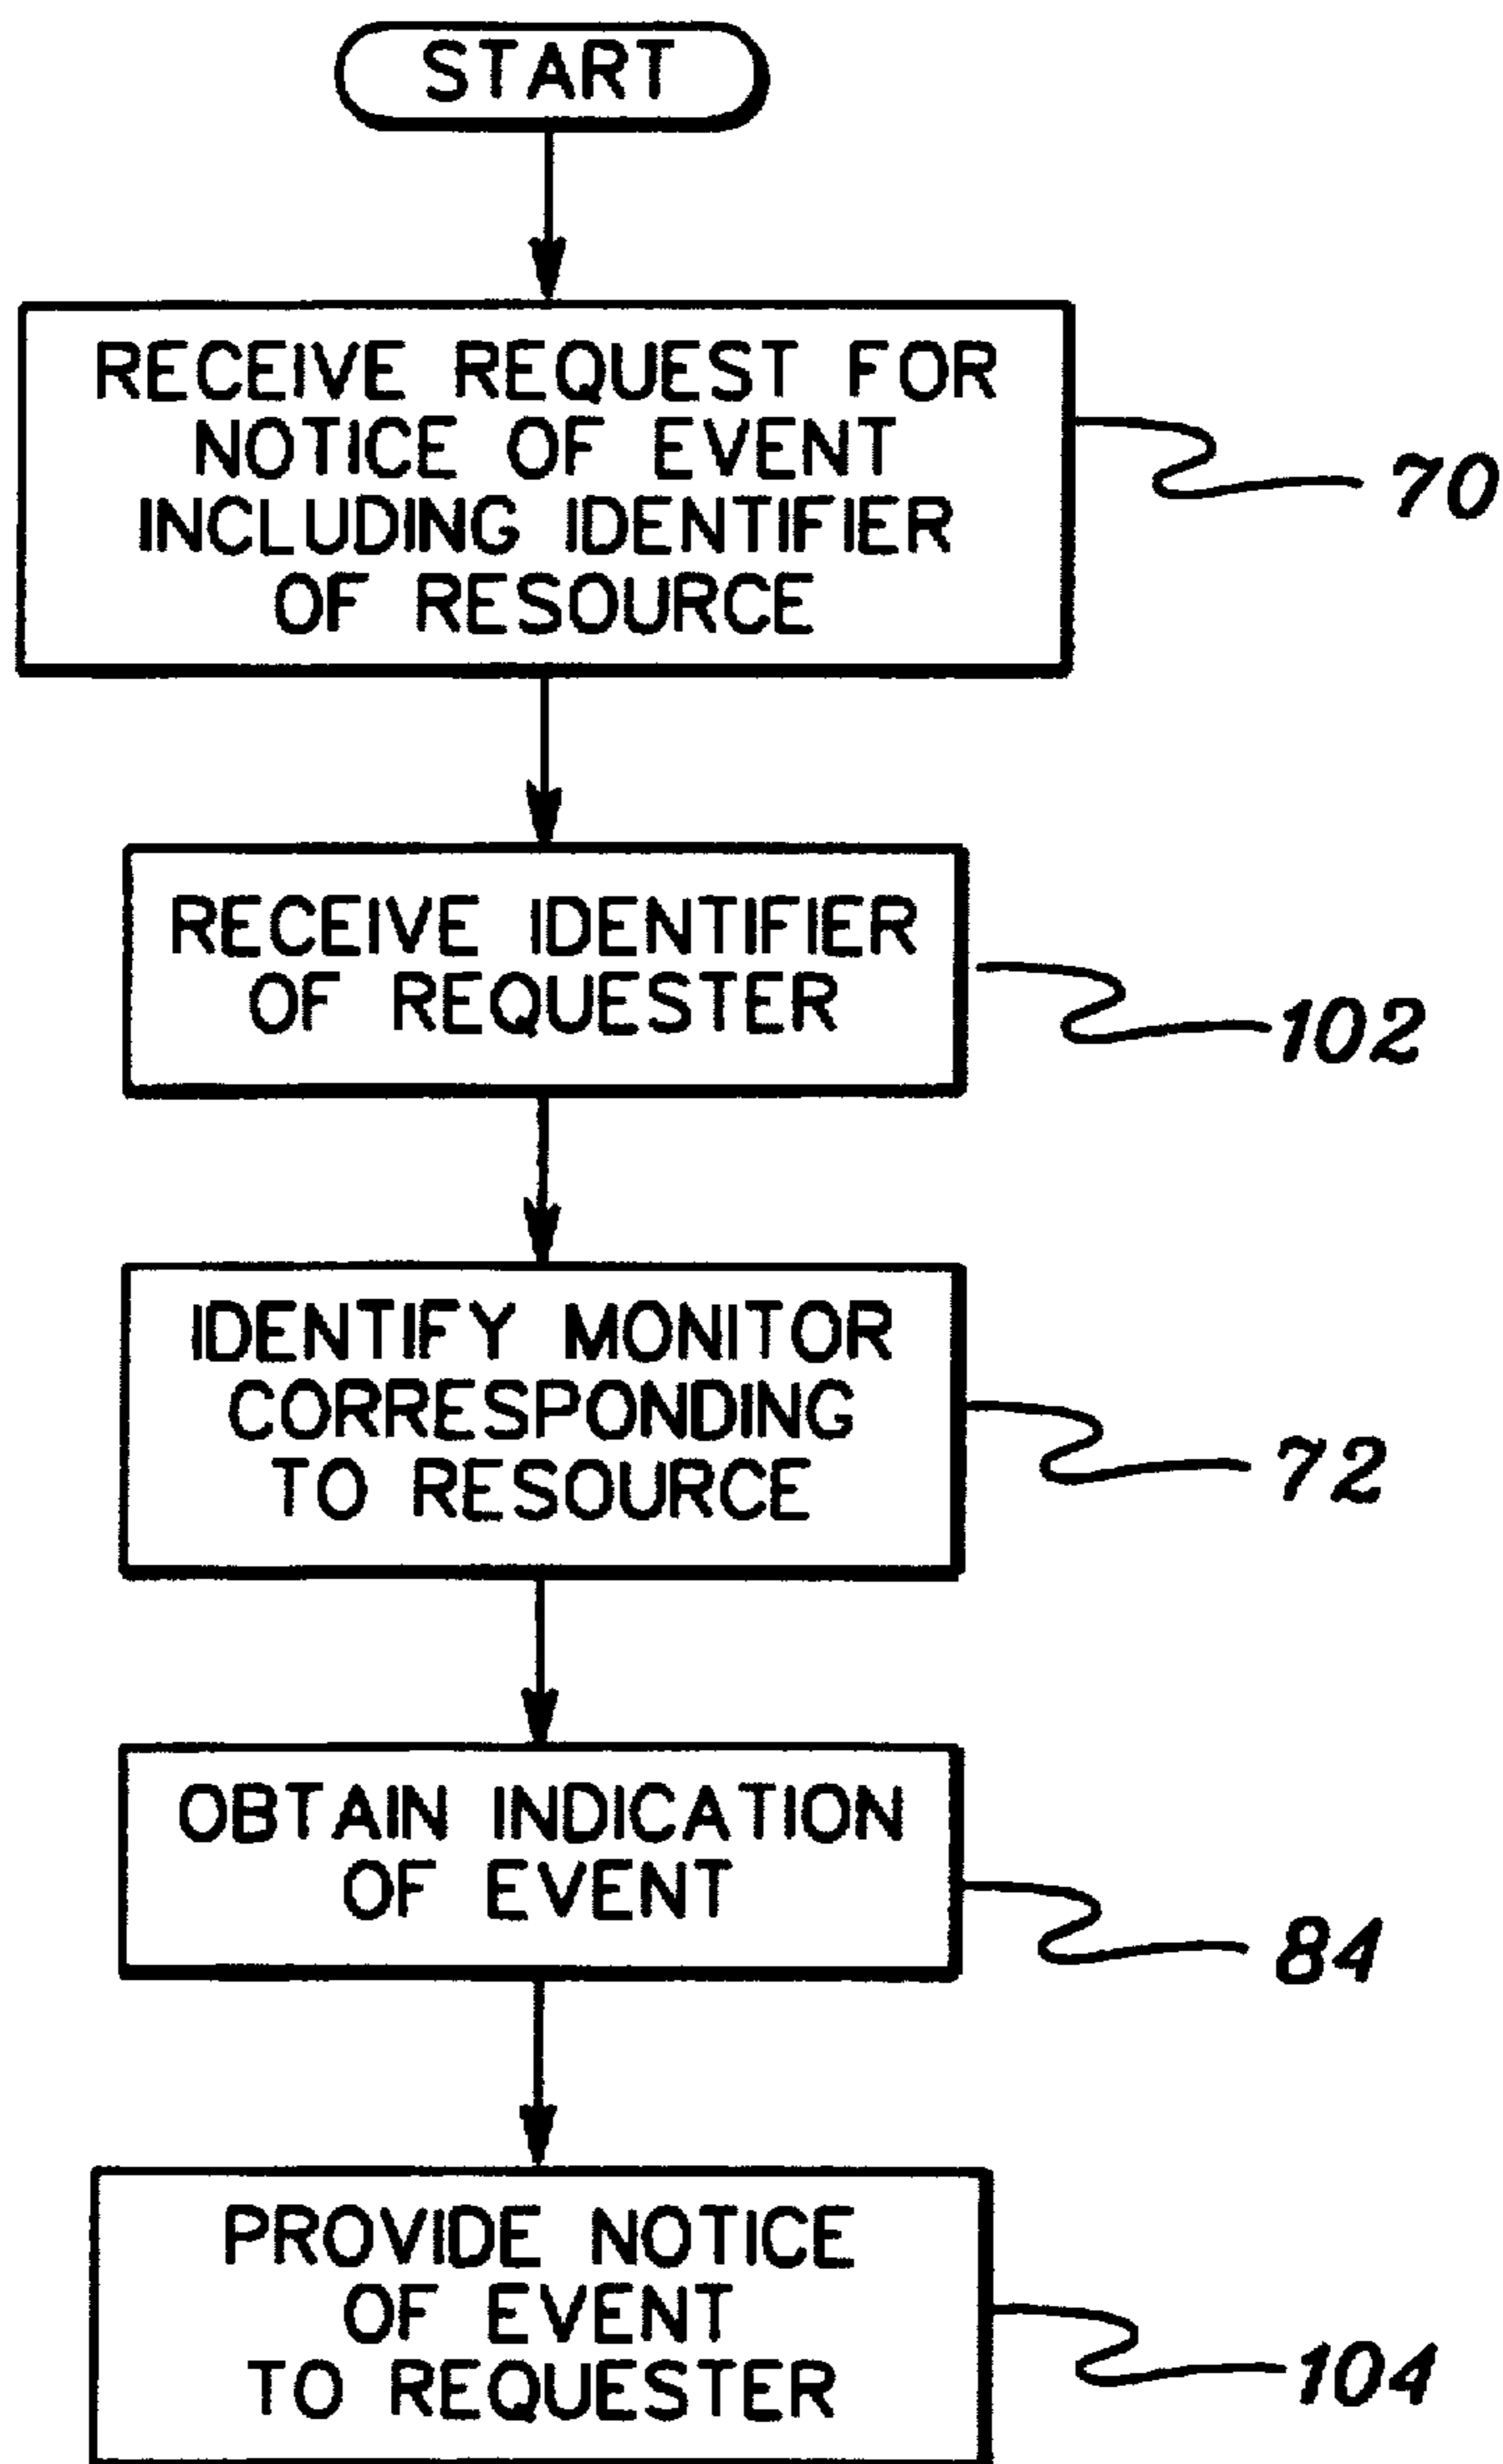 START
RECEIVE REQUEST FOR
NOTICE OF EVENT
INCLUDING IDENTIFIER
OF RESOURCE
70
RECEIVE IDENTIFIER
OF REQUESTER
102
IDENTIFY MONITOR
CORRESPONDING
TO RESOURCE
72
OBTAIN INDICATION
OF EVENT
84
PROVIDE NOTICE
OF EVENT
TO REQUESTER
104